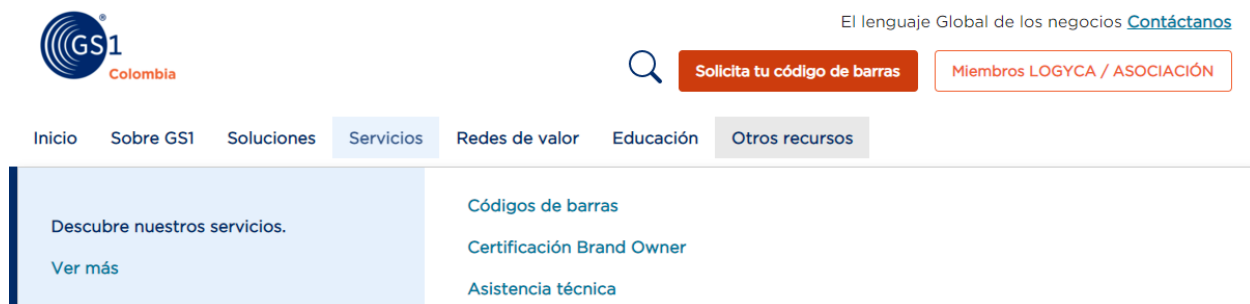 El lenguaje Global de los negocios Contáctanos
GS1
®
Colombia
Solicita tu código de barras
Miembros LOGYCA / ASOCIACIÓN
Inicio Sobre GS1 Soluciones Servicios Redes de valor Educación Otros recursos
Descubre nuestros servicios.
Ver más
Códigos de barras
Certificación Brand Owner
Asistencia técnica